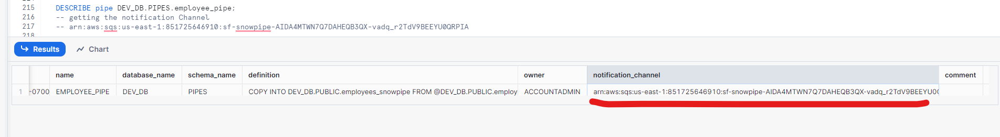 215 DESCRIBE pipe DEV_DB.PIPES.employee_pipe;
216 -- getting the notification Channel
217 -- arn:aws:sqs:us-east-1:851725646910:sf-snowpipe-AIDA4MTWN7Q7DAHEQB3QX-vadq_r2TdV9BEEYU0QRPIA
218
Results Chart
name database_name schema_name definition owner notification_channel comment
1 -0700 EMPLOYEE_PIPE DEV_DB PIPES COPY INTO DEV_DB.PUBLIC.employees_snowpipe FROM @DEV_DB.PUBLIC.employ ACCOUNTADMIN arn:aws:sqs:us-east-1:851725646910:sf-snowpipe-AIDA4MTWN7Q7DAHEQB3QX-vadq_r2TdV9BEEYU0